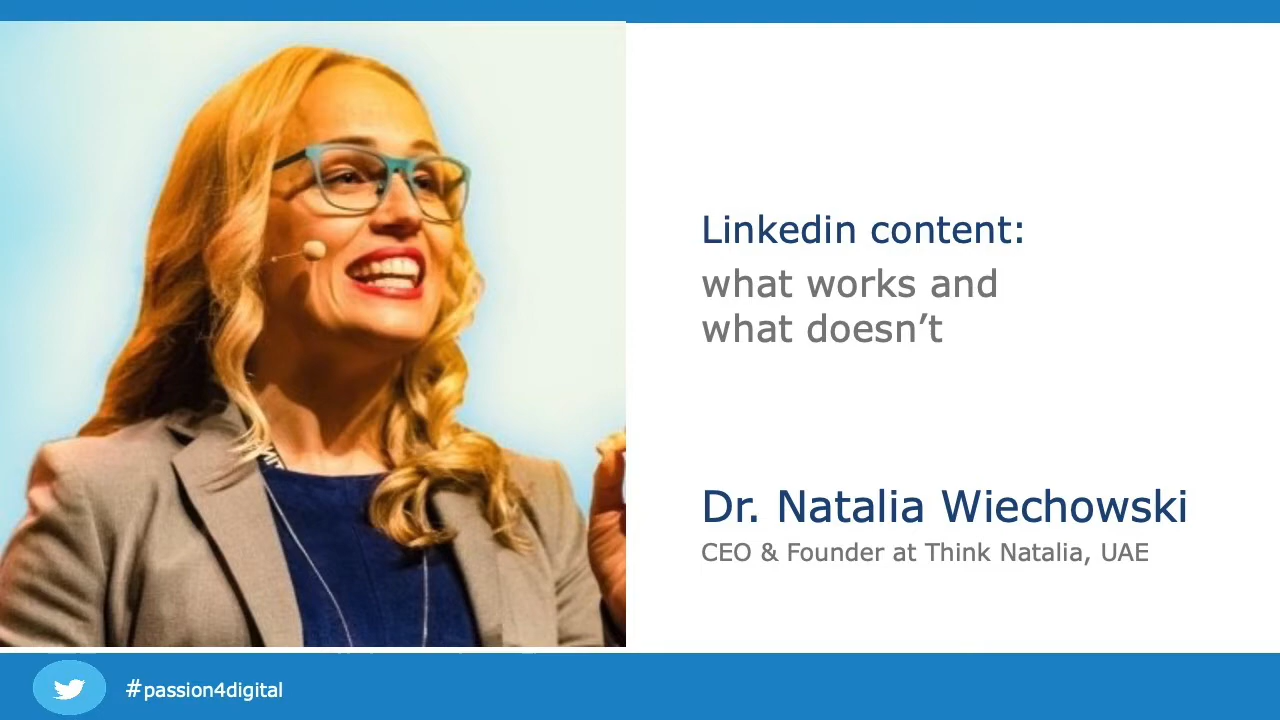 Linkedin content:
what works and
what doesn’t
Dr. Natalia Wiechowski
CEO & Founder at Think Natalia, UAE
#passion4digital